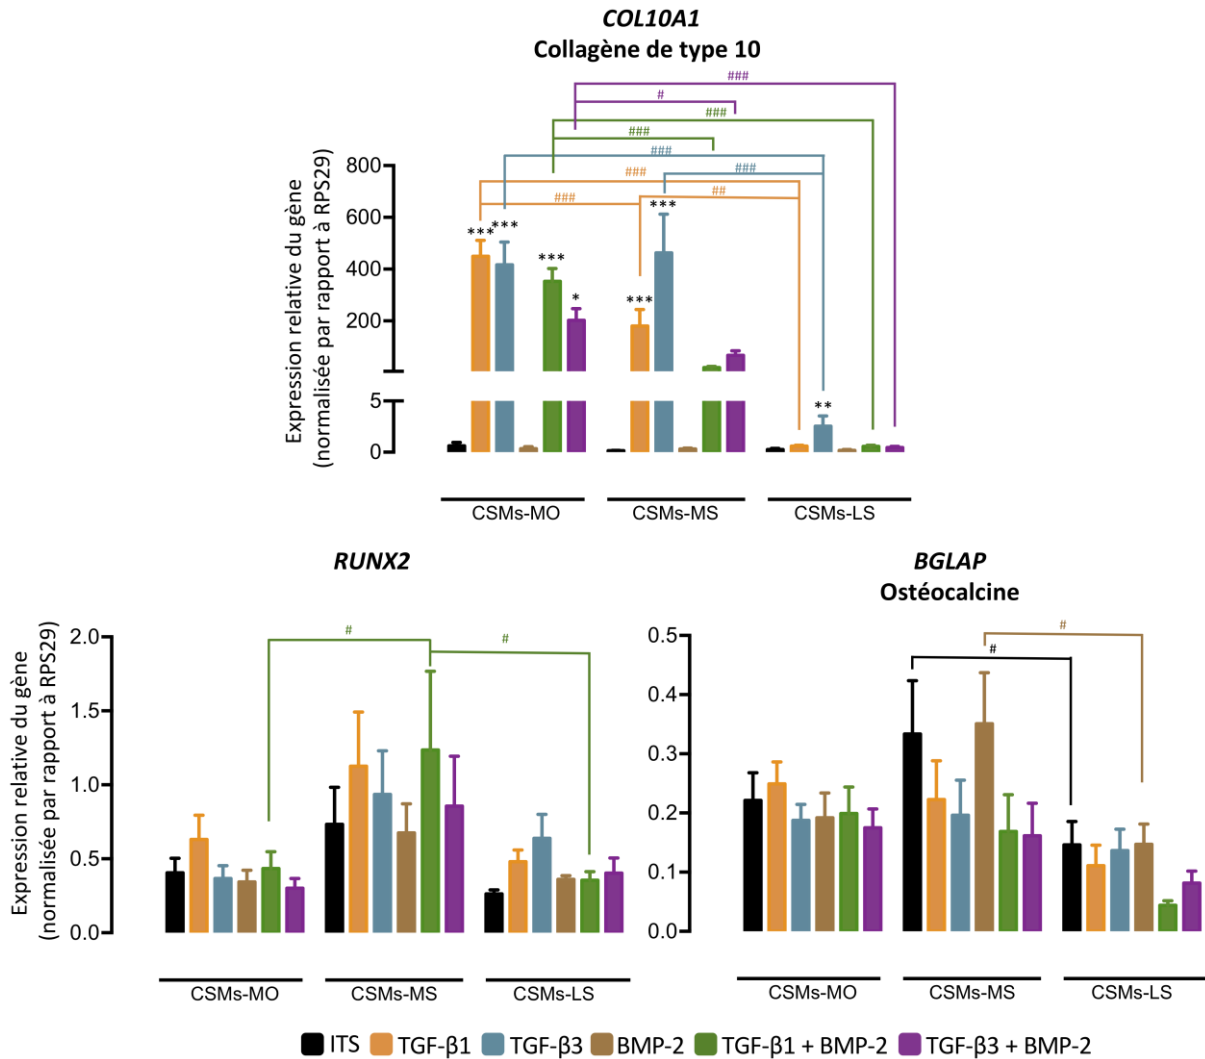 COL10A1
Collagène de type 10
###
#
###
###
###
###
###
##
###
Expression relative du gène
(normalisée par rapport à RPS29)
800
600
400
200
5
0
***
***
***
*
***
***
**
CSMs-MO
CSMs-MS
CSMs-LS
RUNX2
Expression relative du gène
(normalisée par rapport à RPS29)
2.0
1.5
1.0
0.5
0.0
#
#
CSMs-MO
CSMs-MS
CSMs-LS
BGLAP
Ostéocalcine
0.5
0.4
0.3
0.2
0.1
0.0
#
#
CSMs-MO
CSMs-MS
CSMs-LS
ITS
TGF-β1
TGF-β3
BMP-2
TGF-β1 + BMP-2
TGF-β3 + BMP-2